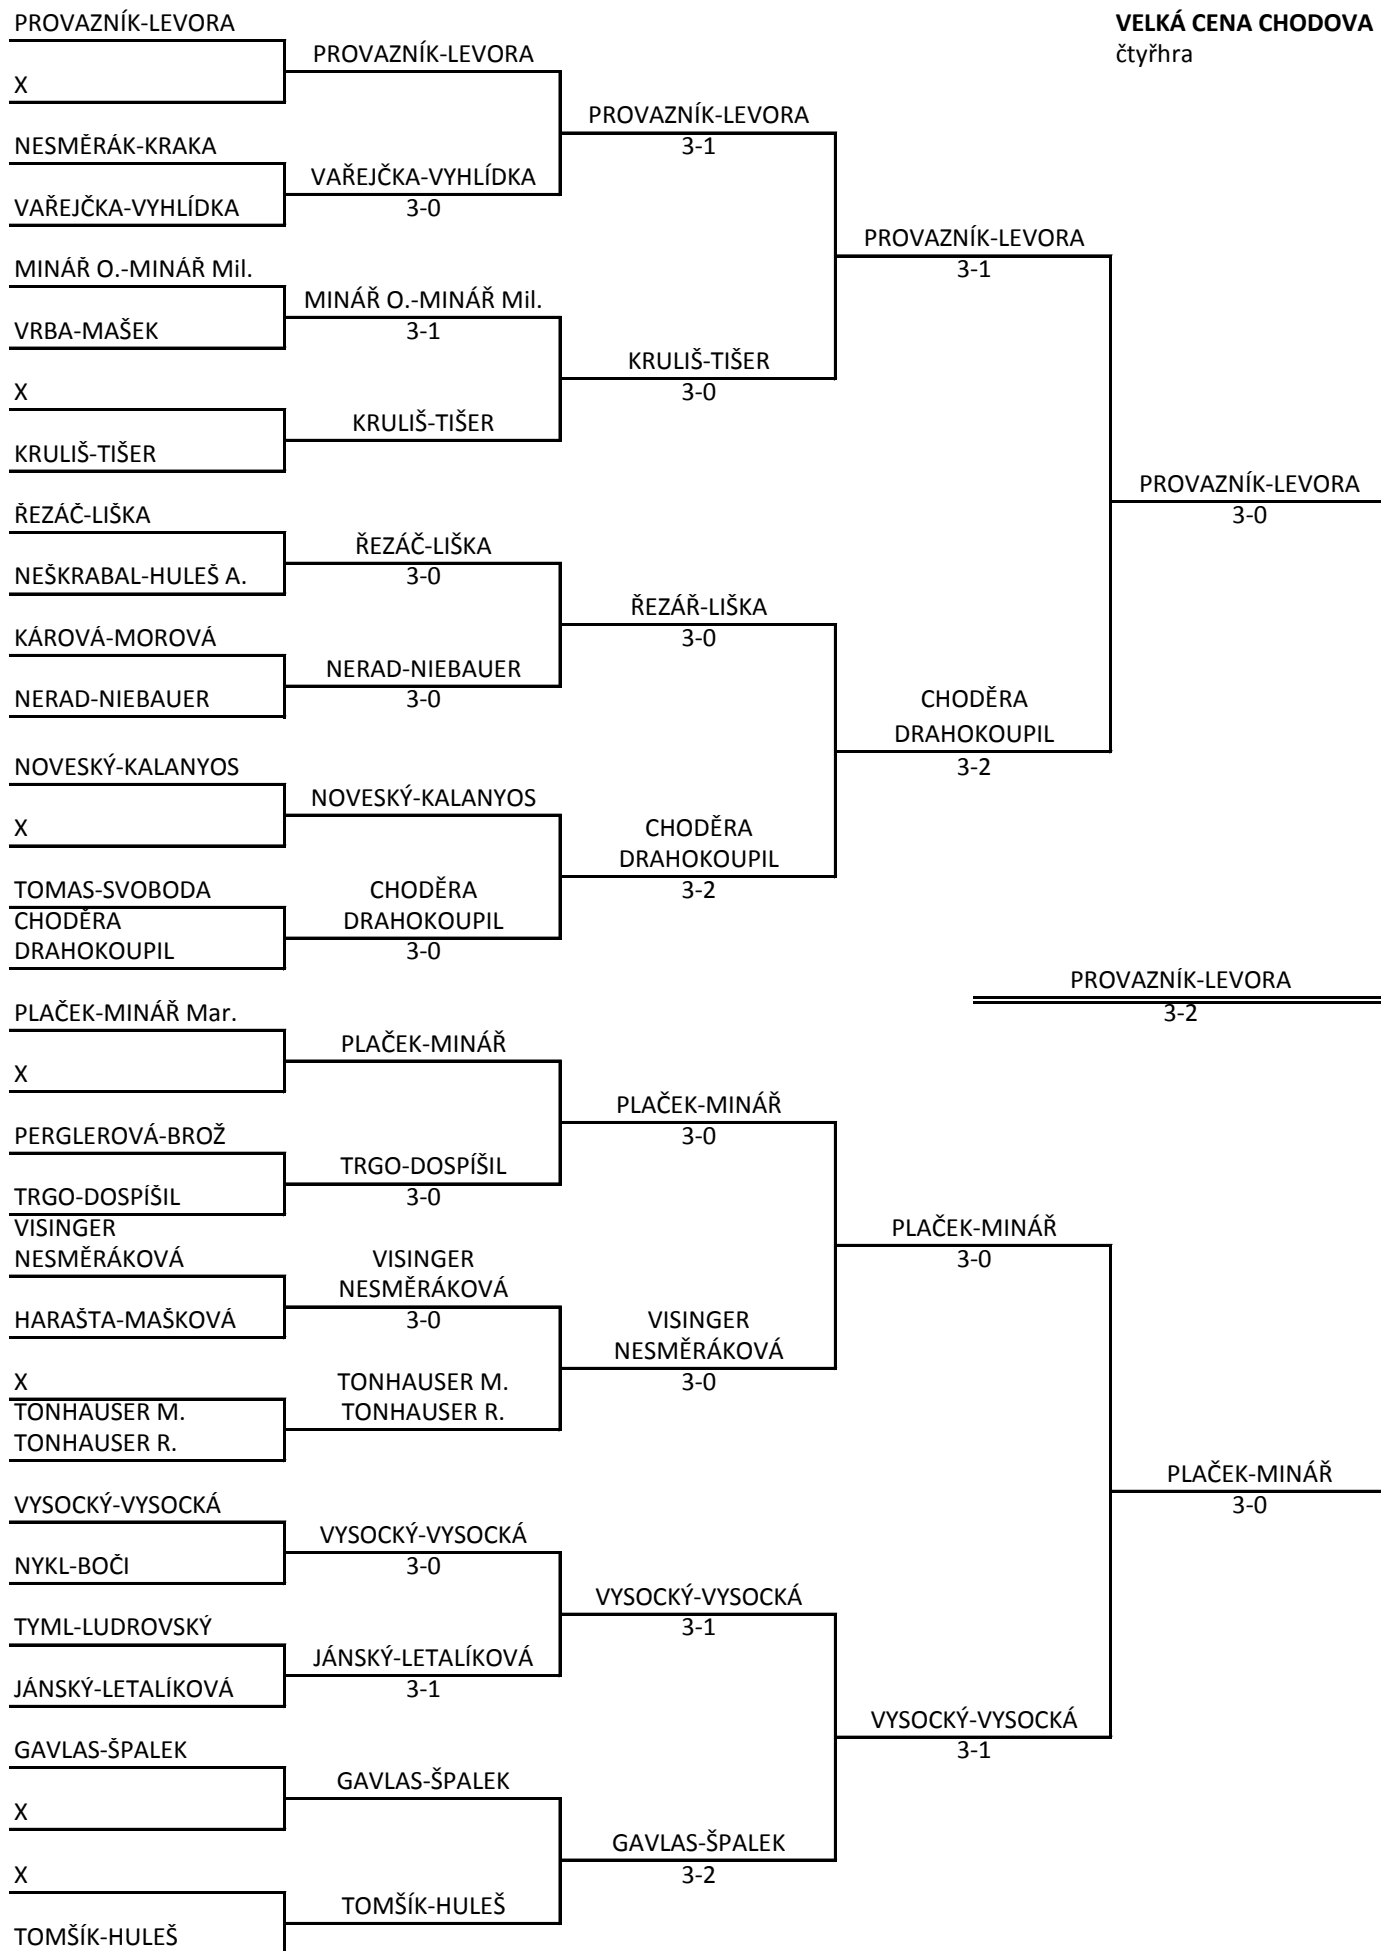 VELKÁ CENA CHODOVA
čtyřhra
PROVAZNÍK-LEVORA
X
NESMĚRÁK-KRAKA
VAŘEJČKA-VYHLÍDKA
MINÁŘ O.-MINÁŘ Mil.
VRBA-MAŠEK
X
KRULIŠ-TIŠER
ŘEZÁČ-LIŠKA
NEŠKRABAL-HULEŠ A.
KÁROVÁ-MOROVÁ
NERAD-NIEBAUER
NOVESKÝ-KALANYOS
X
TOMAS-SVOBODA
CHODĚRA
DRAHOKOUPIL
PLAČEK-MINÁŘ Mar.
X
PERGLEROVÁ-BROŽ
TRGO-DOSPÍŠIL
VISINGER
NESMĚRÁKOVÁ
HARAŠTA-MAŠKOVÁ
X
TONHAUSER M.
TONHAUSER R.
VYSOCKÝ-VYSOCKÁ
NYKL-BOČI
TYML-LUDROVSKÝ
JÁNSKÝ-LETALÍKOVÁ
GAVLAS-ŠPALEK
X
X
TOMŠÍK-HULEŠ
PROVAZNÍK-LEVORA
VAŘEJČKA-VYHLÍDKA
3-0
MINÁŘ O.-MINÁŘ Mil.
3-1
KRULIŠ-TIŠER
ŘEZÁČ-LIŠKA
3-0
NERAD-NIEBAUER
3-0
NOVESKÝ-KALANYOS
CHODĚRA
DRAHOKOUPIL
3-0
PLAČEK-MINÁŘ
TRGO-DOSPÍŠIL
3-0
VISINGER
NESMĚRÁKOVÁ
3-0
TONHAUSER M.
TONHAUSER R.
VYSOCKÝ-VYSOCKÁ
3-0
JÁNSKÝ-LETALÍKOVÁ
3-1
GAVLAS-ŠPALEK
TOMŠÍK-HULEŠ
PROVAZNÍK-LEVORA
3-1
KRULIŠ-TIŠER
3-0
ŘEZÁŘ-LIŠKA
3-0
CHODĚRA
DRAHOKOUPIL
3-2
PLAČEK-MINÁŘ
3-0
VISINGER
NESMĚRÁKOVÁ
3-0
VYSOCKÝ-VYSOCKÁ
3-1
GAVLAS-ŠPALEK
3-2
PROVAZNÍK-LEVORA
3-1
CHODĚRA
DRAHOKOUPIL
3-2
PLAČEK-MINÁŘ
3-0
VYSOCKÝ-VYSOCKÁ
3-1
PROVAZNÍK-LEVORA
3-0
PLAČEK-MINÁŘ
3-0
PROVAZNÍK-LEVORA
3-2